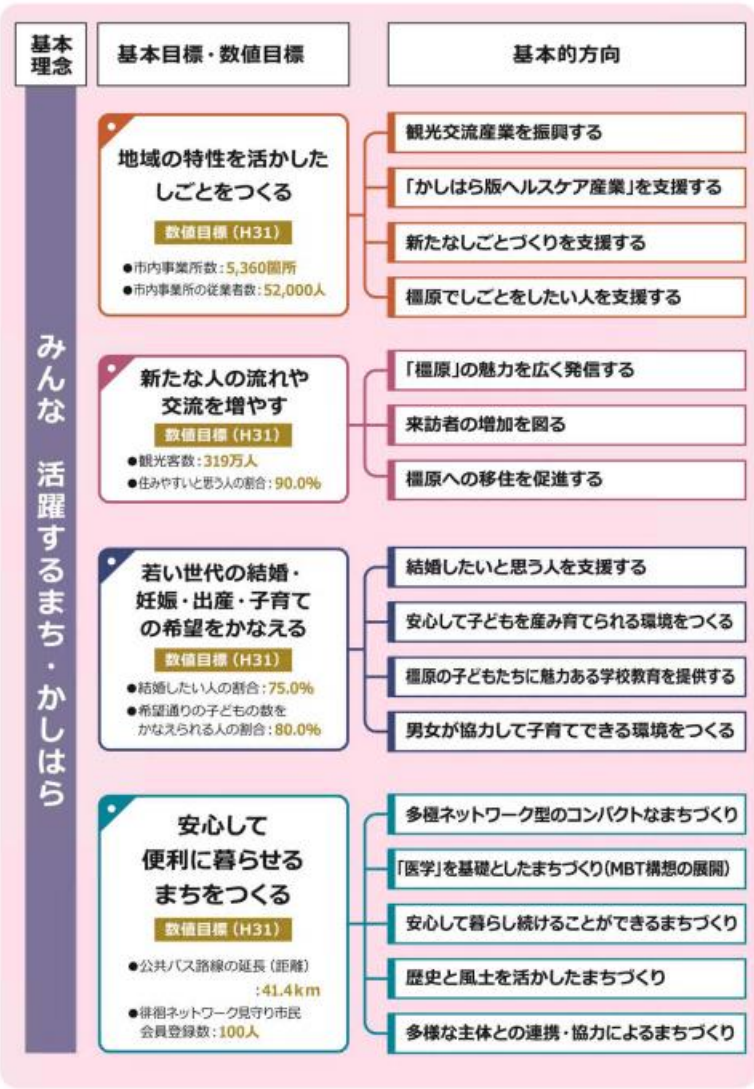 基本
理念
基本目標・数値目標
基本的方向
みんな 活躍するまち・かしはら
地域の特性を活かした
しごとをつくる
数値目標(H31)
●市内事業所数:5,360箇所
●市内事業所の従業者数:52,000人
観光交流産業を振興する
「かしはら版ヘルスケア産業」を支援する
新たなしごとづくりを支援する
橿原でしごとをしたい人を支援する
新たな人の流れや
交流を増やす
数値目標(H31)
●観光客数:319万人
●住みやすいと思う人の割合:90.0%
「橿原」の魅力を広く発信する
来訪者の増加を図る
橿原への移住を促進する
若い世代の結婚・
妊娠・出産・子育て
の希望をかなえる
数値目標(H31)
●結婚したい人の割合:75.0%
●希望通りの子どもの数を
かなえられる人の割合:80.0%
結婚したいと思う人を支援する
安心して子どもを産み育てられる環境をつくる
橿原の子どもたちに魅力ある学校教育を提供する
男女が協力して子育てできる環境をつくる
安心して
便利に暮らせる
まちをつくる
数値目標(H31)
●公共バス路線の延長(距離)
:41.4km
●徘徊ネットワーク見守り市民
会員登録数:100人
多極ネットワーク型のコンパクトなまちづくり
「医学」を基礎としたまちづくり(MBT構想の展開)
安心して暮らし続けることができるまちづくり
歴史と風土を活かしたまちづくり
多様な主体との連携・協力によるまちづくり